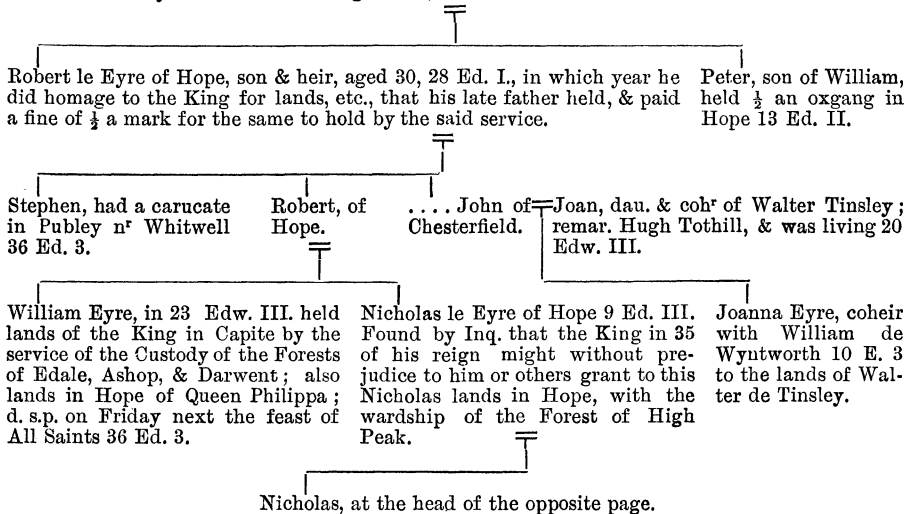 Robert le Eyre of Hope, son & heir, aged 30, 28 Ed. I., in which year he
did homage to the King for lands, etc., that his late father held, & paid
a fine of ½ a mark for the same to hold by the said service.
Peter, son of William,
held ½ an oxgang in
Hope 13 Ed. II.
Stephen, had a carucate
in Publey nr Whitwell
36 Ed. 3.
Robert, of
Hope.
.... John of
Chesterfield.
Joan, dau. & cohr of Walter Tinsley;
remar. Hugh Tothill, & was living 20
Edw. III.
William Eyre, in 23 Edw. III. held
lands of the King in Capite by the
service of the Custody of the Forests
of Edale, Ashop, & Darwent; also
lands in Hope of Queen Philippa;
d. s.p. on Friday next the feast of
All Saints 36 Ed. 3.
Nicholas le Eyre of Hope 9 Ed. III.
Found by Inq. that the King in 35
of his reign might without pre-
judice to him or others grant to this
Nicholas lands in Hope, with the
wardship of the Forest of High
Peak.
Joanna Eyre, coheir
with William de
Wyntworth 10 E. 3
to the lands of Wal-
ter de Tinsley.
Nicholas, at the head of the opposite page.